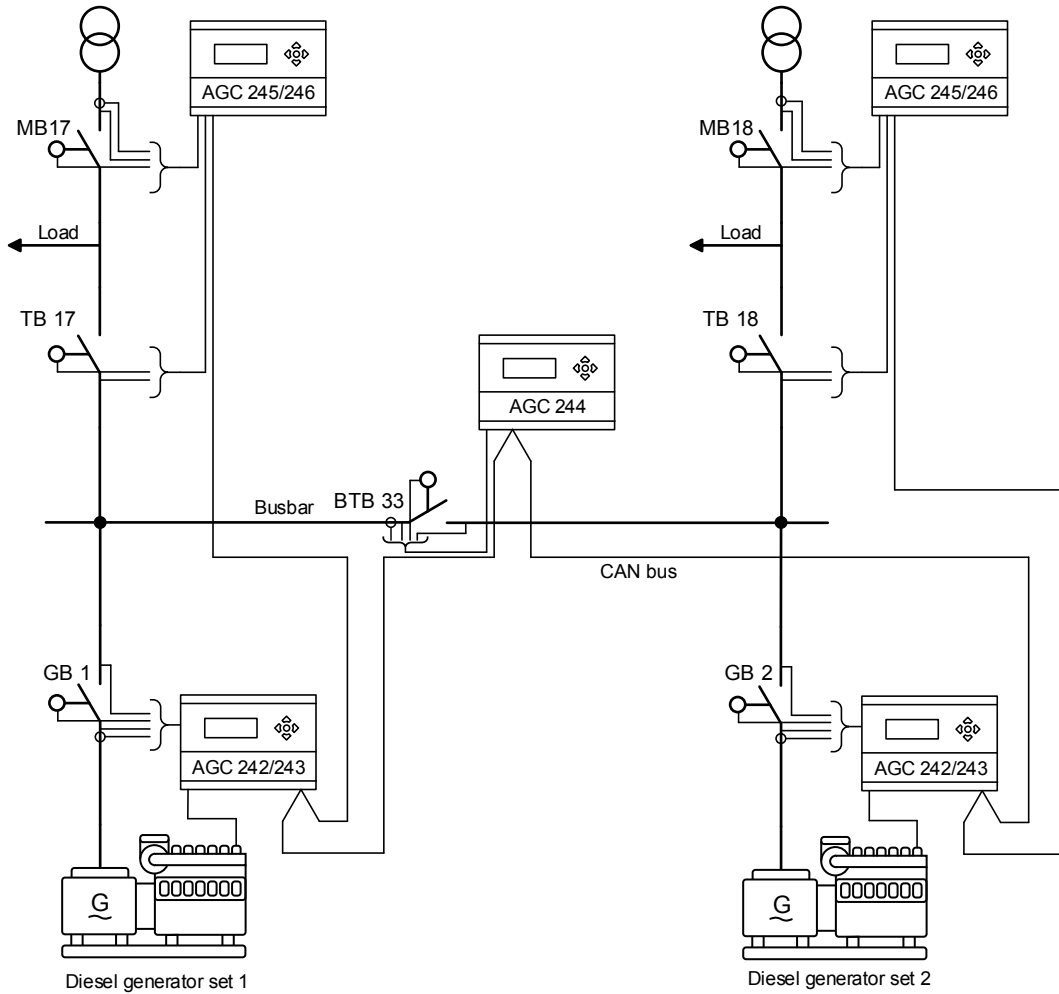 AGC 245/246
AGC 245/246
MB17
MB18
Load
Load
TB 17
TB 18
AGC 244
BTB 33
Busbar
CAN bus
GB 1
GB 2
AGC 242/243
AGC 242/243
G
G
Diesel generator set 1
Diesel generator set 2